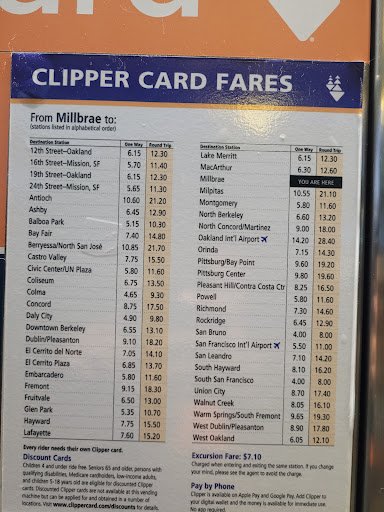 CLIPPER CARD FARES
From Millbrae to:
(stations listed in alphabetical order)
Destination Station One Way Round Trip
12th Street–Oakland 6.15 12.30
16th Street–Mission, SF 5.70 11.40
19th Street–Oakland 6.15 12.30
24th Street–Mission, SF 5.65 11.30
Antioch 10.60 21.20
Ashby 6.45 12.90
Balboa Park 5.15 10.30
Bay Fair 7.40 14.80
Berryessa/North San José 10.85 21.70
Castro Valley 7.75 15.50
Civic Center/UN Plaza 5.80 11.60
Coliseum 6.75 13.50
Colma 4.65 9.30
Concord 8.75 17.50
Daly City 4.90 9.80
Downtown Berkeley 6.55 13.10
Dublin/Pleasanton 9.10 18.20
El Cerrito del Norte 7.05 14.10
El Cerrito Plaza 6.85 13.70
Embarcadero 5.80 11.60
Fremont 9.15 18.30
Fruitvale 6.50 13.00
Glen Park 5.35 10.70
Hayward 7.75 15.50
Lafayette 7.60 15.20
Every rider needs their own Clipper card.
Discount Cards
Children 4 and under ride free. Seniors 65 and older, persons with
qualifying disabilities, Medicare cardholders, low-income adults,
and children 5-18 years old are eligible for discounted Clipper
cards. Discounted Clipper cards are not available at this vending
machine but can be applied for and obtained in a number of
locations. Visit www.clippercard.com/discounts for details.
Destination Station One Way Round Trip
Lake Merritt 6.15 12.30
MacArthur 6.30 12.60
Millbrae YOU ARE HERE
Milpitas 10.55 21.10
Montgomery 5.80 11.60
North Berkeley 6.60 13.20
North Concord/Martinez 9.00 18.00
Oakland Int'l Airport 14.20 28.40
Orinda 7.15 14.30
Pittsburg/Bay Point 9.60 19.20
Pittsburg Center 9.80 19.60
Pleasant Hill/Contra Costa Ctr 8.25 16.50
Powell 5.80 11.60
Richmond 7.30 14.60
Rockridge 6.45 12.90
San Bruno 4.00 8.00
San Francisco Int'l Airport 5.50 11.00
San Leandro 7.10 14.20
South Hayward 8.10 16.20
South San Francisco 4.00 8.00
Union City 8.70 17.40
Walnut Creek 8.05 16.10
Warm Springs/South Fremont 9.65 19.30
West Dublin/Pleasanton 8.90 17.80
West Oakland 6.05 12.10
Excursion Fare: $7.10
Charged when entering and exiting the same station. If you change
your mind, please see the agent to avoid the charge.
Pay by Phone
Clipper is available on Apple Pay and Google Pay. Add Clipper to
your digital wallet and the money is available for immediate use.
No app required.